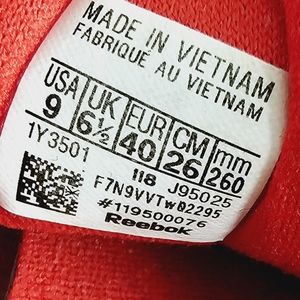 MADE IN VIETNAM
FABRIQUÉ AU VIETNAM
USA UK EUR CM mm
9 6½ 40 26 260
1Y3501
118 J95025
F7N9VVTWD2295
#119500076
Reebok